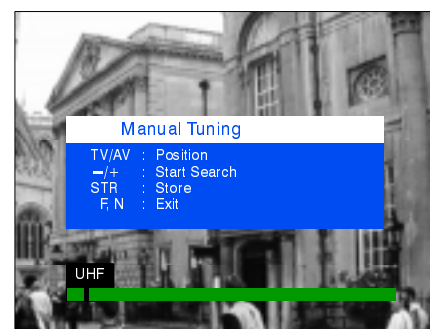 Manual Tuning
TV/AV : Position
–/+ : Start Search
STR : Store
F, N : Exit
UHF